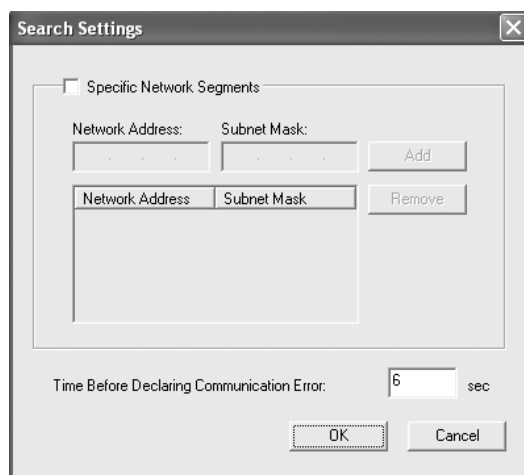 Search Settings
Specific Network Segments
Network Address: Subnet Mask:
Add
Network Address Subnet Mask
Remove
Time Before Declaring Communication Error: 6 sec
OK Cancel